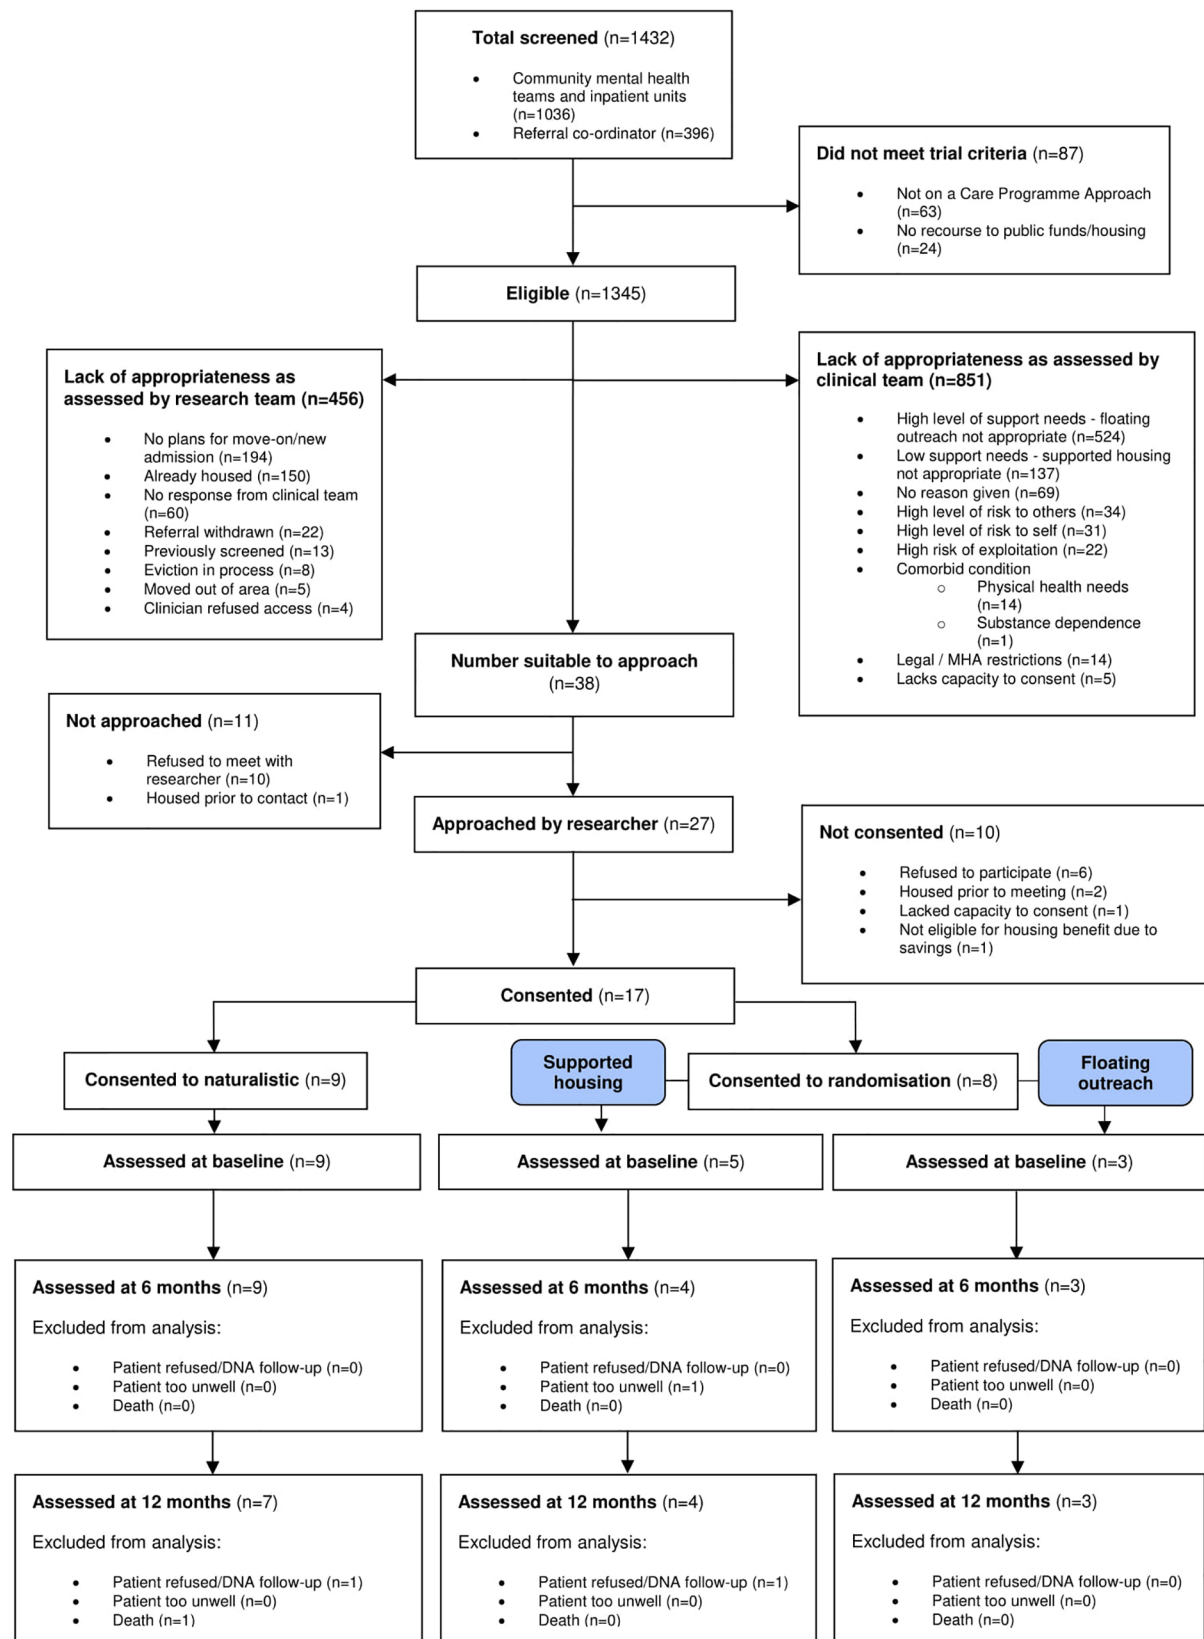 Total screened (n=1432)
• Community mental health
teams and inpatient units
(n=1036)
• Referral co-ordinator (n=396)
Did not meet trial criteria (n=87)
• Not on a Care Programme Approach
(n=63)
• No recourse to public funds/housing
(n=24)
Eligible (n=1345)
Lack of appropriateness as
assessed by research team (n=456)
• No plans for move-on/new
admission (n=194)
• Already housed (n=150)
• No response from clinical team
(n=60)
• Referral withdrawn (n=22)
• Previously screened (n=13)
• Eviction in process (n=8)
• Moved out of area (n=5)
• Clinician refused access (n=4)
Lack of appropriateness as assessed by
clinical team (n=851)
• High level of support needs - floating
outreach not appropriate (n=524)
• Low support needs - supported housing
not appropriate (n=137)
• No reason given (n=69)
• High level of risk to others (n=34)
• High level of risk to self (n=31)
• High risk of exploitation (n=22)
• Comorbid condition
o Physical health needs
(n=14)
o Substance dependence
(n=1)
• Legal / MHA restrictions (n=14)
• Lacks capacity to consent (n=5)
Number suitable to approach
(n=38)
Not approached (n=11)
• Refused to meet with
researcher (n=10)
• Housed prior to contact (n=1)
Approached by researcher (n=27)
Not consented (n=10)
• Refused to participate (n=6)
• Housed prior to meeting (n=2)
• Lacked capacity to consent (n=1)
• Not eligible for housing benefit due to
savings (n=1)
Consented (n=17)
Consented to naturalistic (n=9)
Supported
housing
Consented to randomisation (n=8)
Floating
outreach
Assessed at baseline (n=9)
Assessed at baseline (n=5)
Assessed at baseline (n=3)
Assessed at 6 months (n=9)
Excluded from analysis:
• Patient refused/DNA follow-up (n=0)
• Patient too unwell (n=0)
• Death (n=0)
Assessed at 6 months (n=4)
Excluded from analysis:
• Patient refused/DNA follow-up (n=0)
• Patient too unwell (n=1)
• Death (n=0)
Assessed at 6 months (n=3)
Excluded from analysis:
• Patient refused/DNA follow-up (n=0)
• Patient too unwell (n=0)
• Death (n=0)
Assessed at 12 months (n=7)
Excluded from analysis:
• Patient refused/DNA follow-up (n=1)
• Patient too unwell (n=0)
• Death (n=1)
Assessed at 12 months (n=4)
Excluded from analysis:
• Patient refused/DNA follow-up (n=1)
• Patient too unwell (n=0)
• Death (n=0)
Assessed at 12 months (n=3)
Excluded from analysis:
• Patient refused/DNA follow-up (n=0)
• Patient too unwell (n=0)
• Death (n=0)